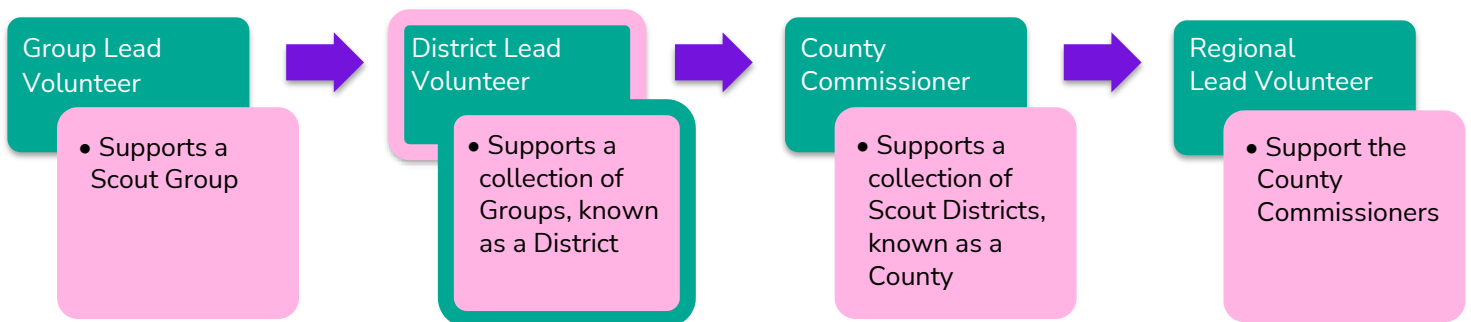 Group Lead
Volunteer
• Supports a
Scout Group
District Lead
Volunteer
• Supports a
collection of
Groups, known
as a District
County
Commissioner
• Supports a
collection of
Scout Districts,
known as a
County
Regional
Lead Volunteer
• Support the
County
Commissioners